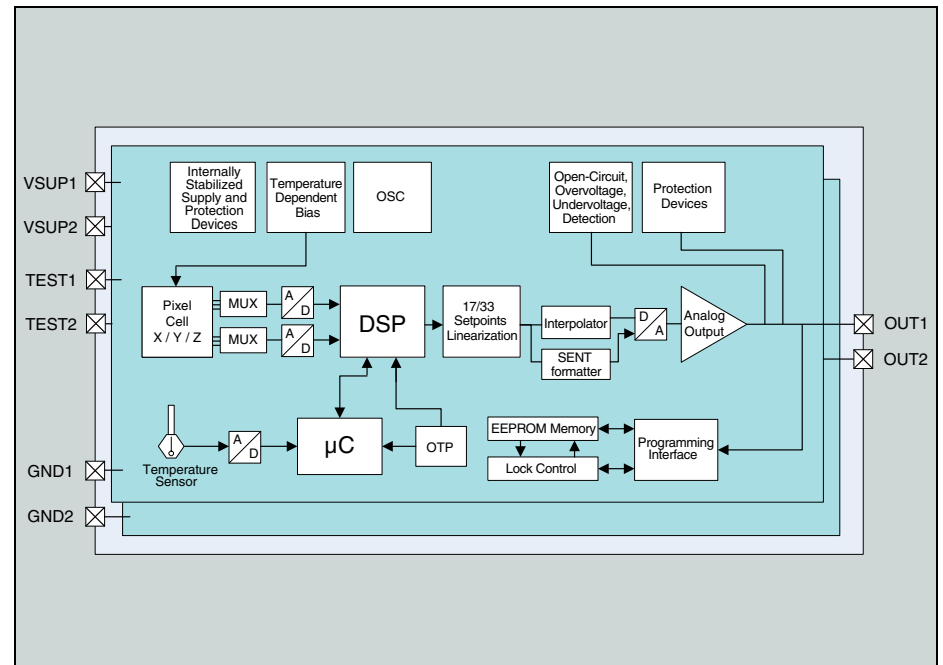 VSUP1
VSUP2
TEST1
TEST2
GND1
GND2
Internally
Stabilized
Supply and
Protection
Devices
Temperature
Dependent
Bias
OSC
Open-Circuit,
Overvoltage,
Undervoltage,
Detection
Protection
Devices
Pixel
Cell
X / Y / Z
MUX
A
D
MUX
A
D
DSP
17/33
Setpoints
Linearization
Interpolator
SENT
formatter
D
A
Analog
Output
OUT1
OUT2
Temperature
Sensor
A
D
µC
OTP
EEPROM Memory
Lock Control
Programming
Interface